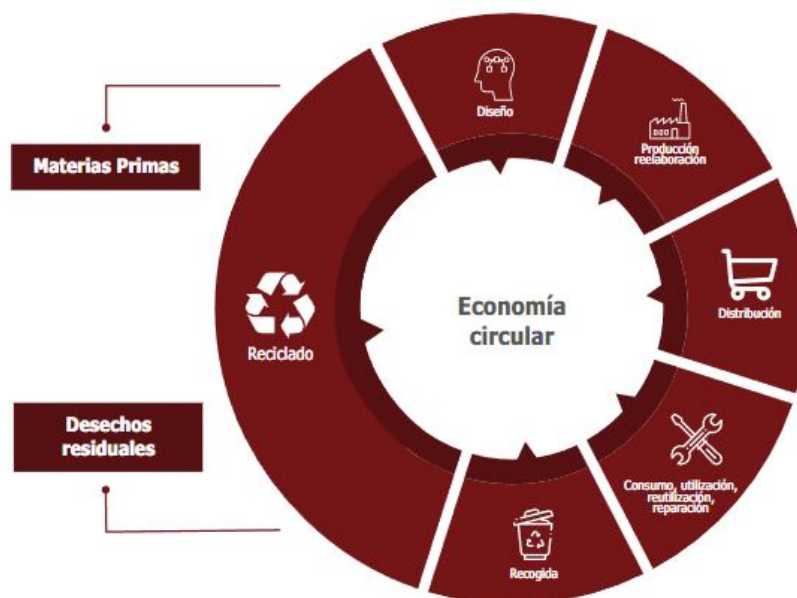 Diseño
Producción
reelaboración
Materias Primas
Distribución
Economía
circular
Reciclado
Desechos
residuales
Consumo, utilización,
reutilización,
reparación
Recogida